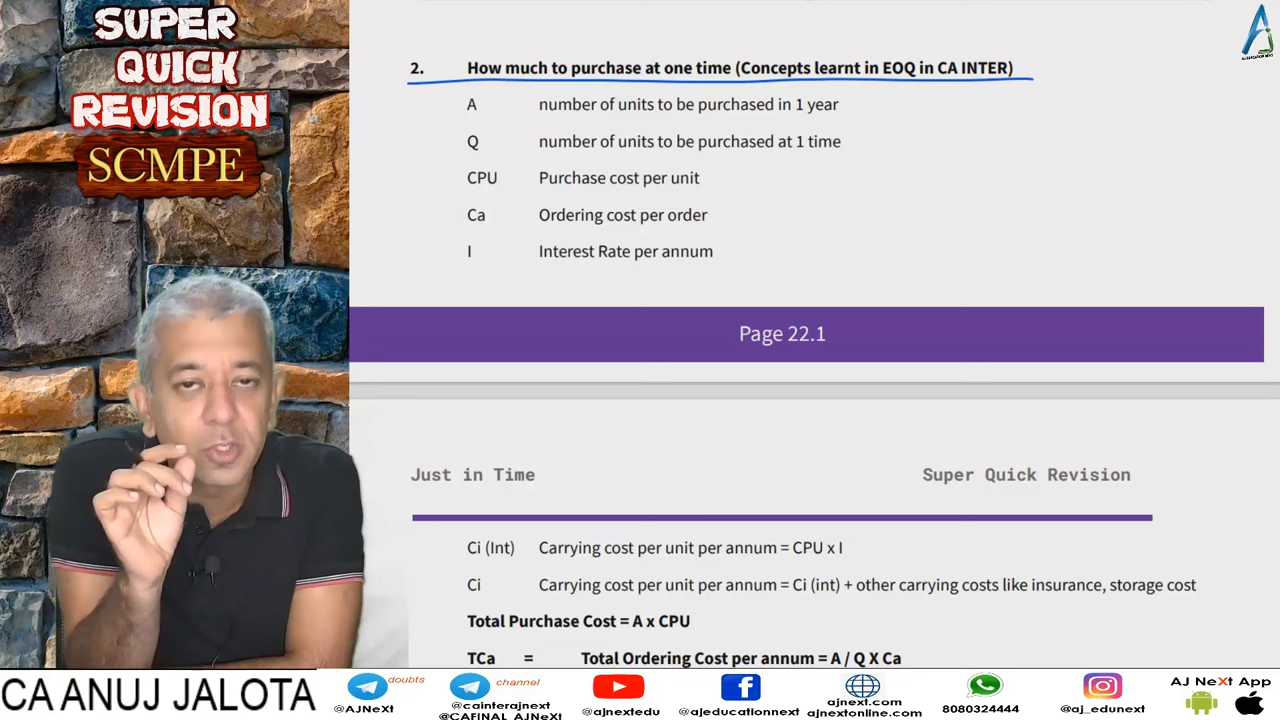 SUPER
QUICK
REVISION
SCMPE
2. How much to purchase at one time (Concepts learnt in EOQ in CA INTER)
A number of units to be purchased in 1 year
Q number of units to be purchased at 1 time
CPU Purchase cost per unit
Ca Ordering cost per order
I Interest Rate per annum
Page 22.1
Just in Time Super Quick Revision
Ci (Int) Carrying cost per unit per annum = CPU x I
Ci Carrying cost per unit per annum = Ci (int) + other carrying costs like insurance, storage cost
Total Purchase Cost = A x CPU
TCa = Total Ordering Cost per annum = A / Q X Ca
CA ANUJ JALOTA
doubts
@AJNeXt
channel
@cainterajnext
@CAFINAL_AJNeXt
@ajnextedu
@ajeducationnext
ajnext.com
ajnextonline.com
8080324444
@aj_edunext
AJ NeXt App